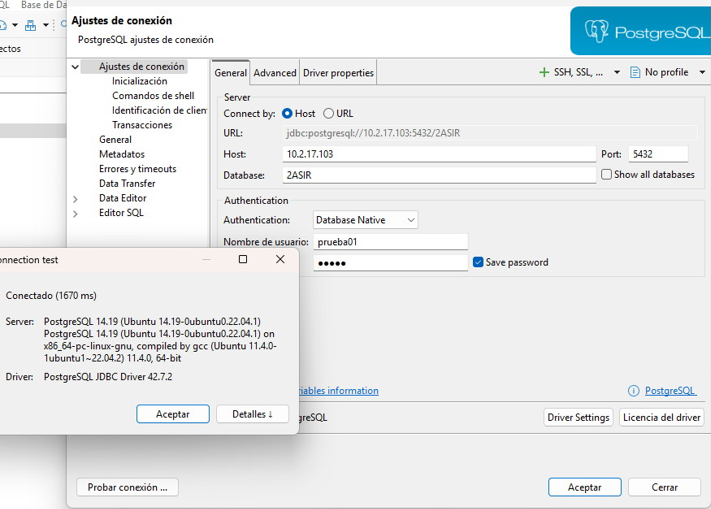 QL Base de Da
ectos
Ajustes de conexión
PostgreSQL ajustes de conexión
PostgreSQL
Ajustes de conexión
Inicialización
Comandos de shell
Identificación de clien
Transacciones
General
Metadatos
Errores y timeouts
Data Transfer
Data Editor
Editor SQL
General Advanced Driver properties
+ SSH, SSL, ... No profile
Server
Connect by: Host URL
URL: jdbc:postgresql://10.2.17.103:5432/2ASIR
Host: 10.2.17.103 Port: 5432
Database: 2ASIR Show all databases
Authentication
Authentication: Database Native
Nombre de usuario: prueba01
●●●●● Save password
onnection test
Conectado (1670 ms)
Server: PostgreSQL 14.19 (Ubuntu 14.19-0ubuntu0.22.04.1)
PostgreSQL 14.19 (Ubuntu 14.19-0ubuntu0.22.04.1) on
x86_64-pc-linux-gnu, compiled by gcc (Ubuntu 11.4.0-
1ubuntu1~22.04.2) 11.4.0, 64-bit
Driver: PostgreSQL JDBC Driver 42.7.2
Aceptar Detalles ↓
riables information PostgreSQL
greSQL Driver Settings Licencia del driver
Probar conexión ... Aceptar Cerrar